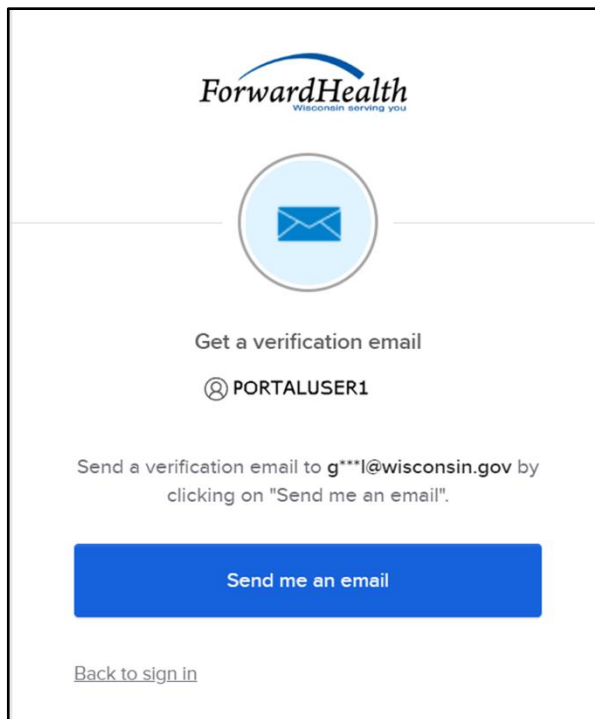 ForwardHealth
Wisconsin serving you
Get a verification email
PORTALUSER1
Send a verification email to g***l@wisconsin.gov by
clicking on "Send me an email".
Send me an email
Back to sign in